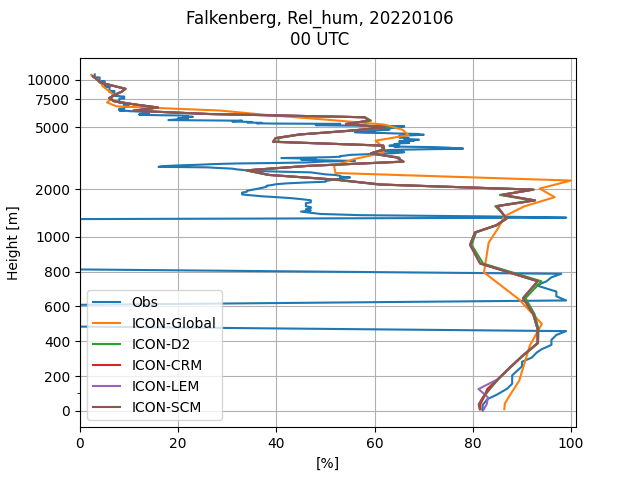 Falkenberg, Rel_hum, 20220106
00 UTC
Height [m]
10000
7500
5000
2000
1000
800
600
400
200
0
Obs
ICON-Global
ICON-D2
ICON-CRM
ICON-LEM
ICON-SCM
0 20 40 60 80 100
[%]